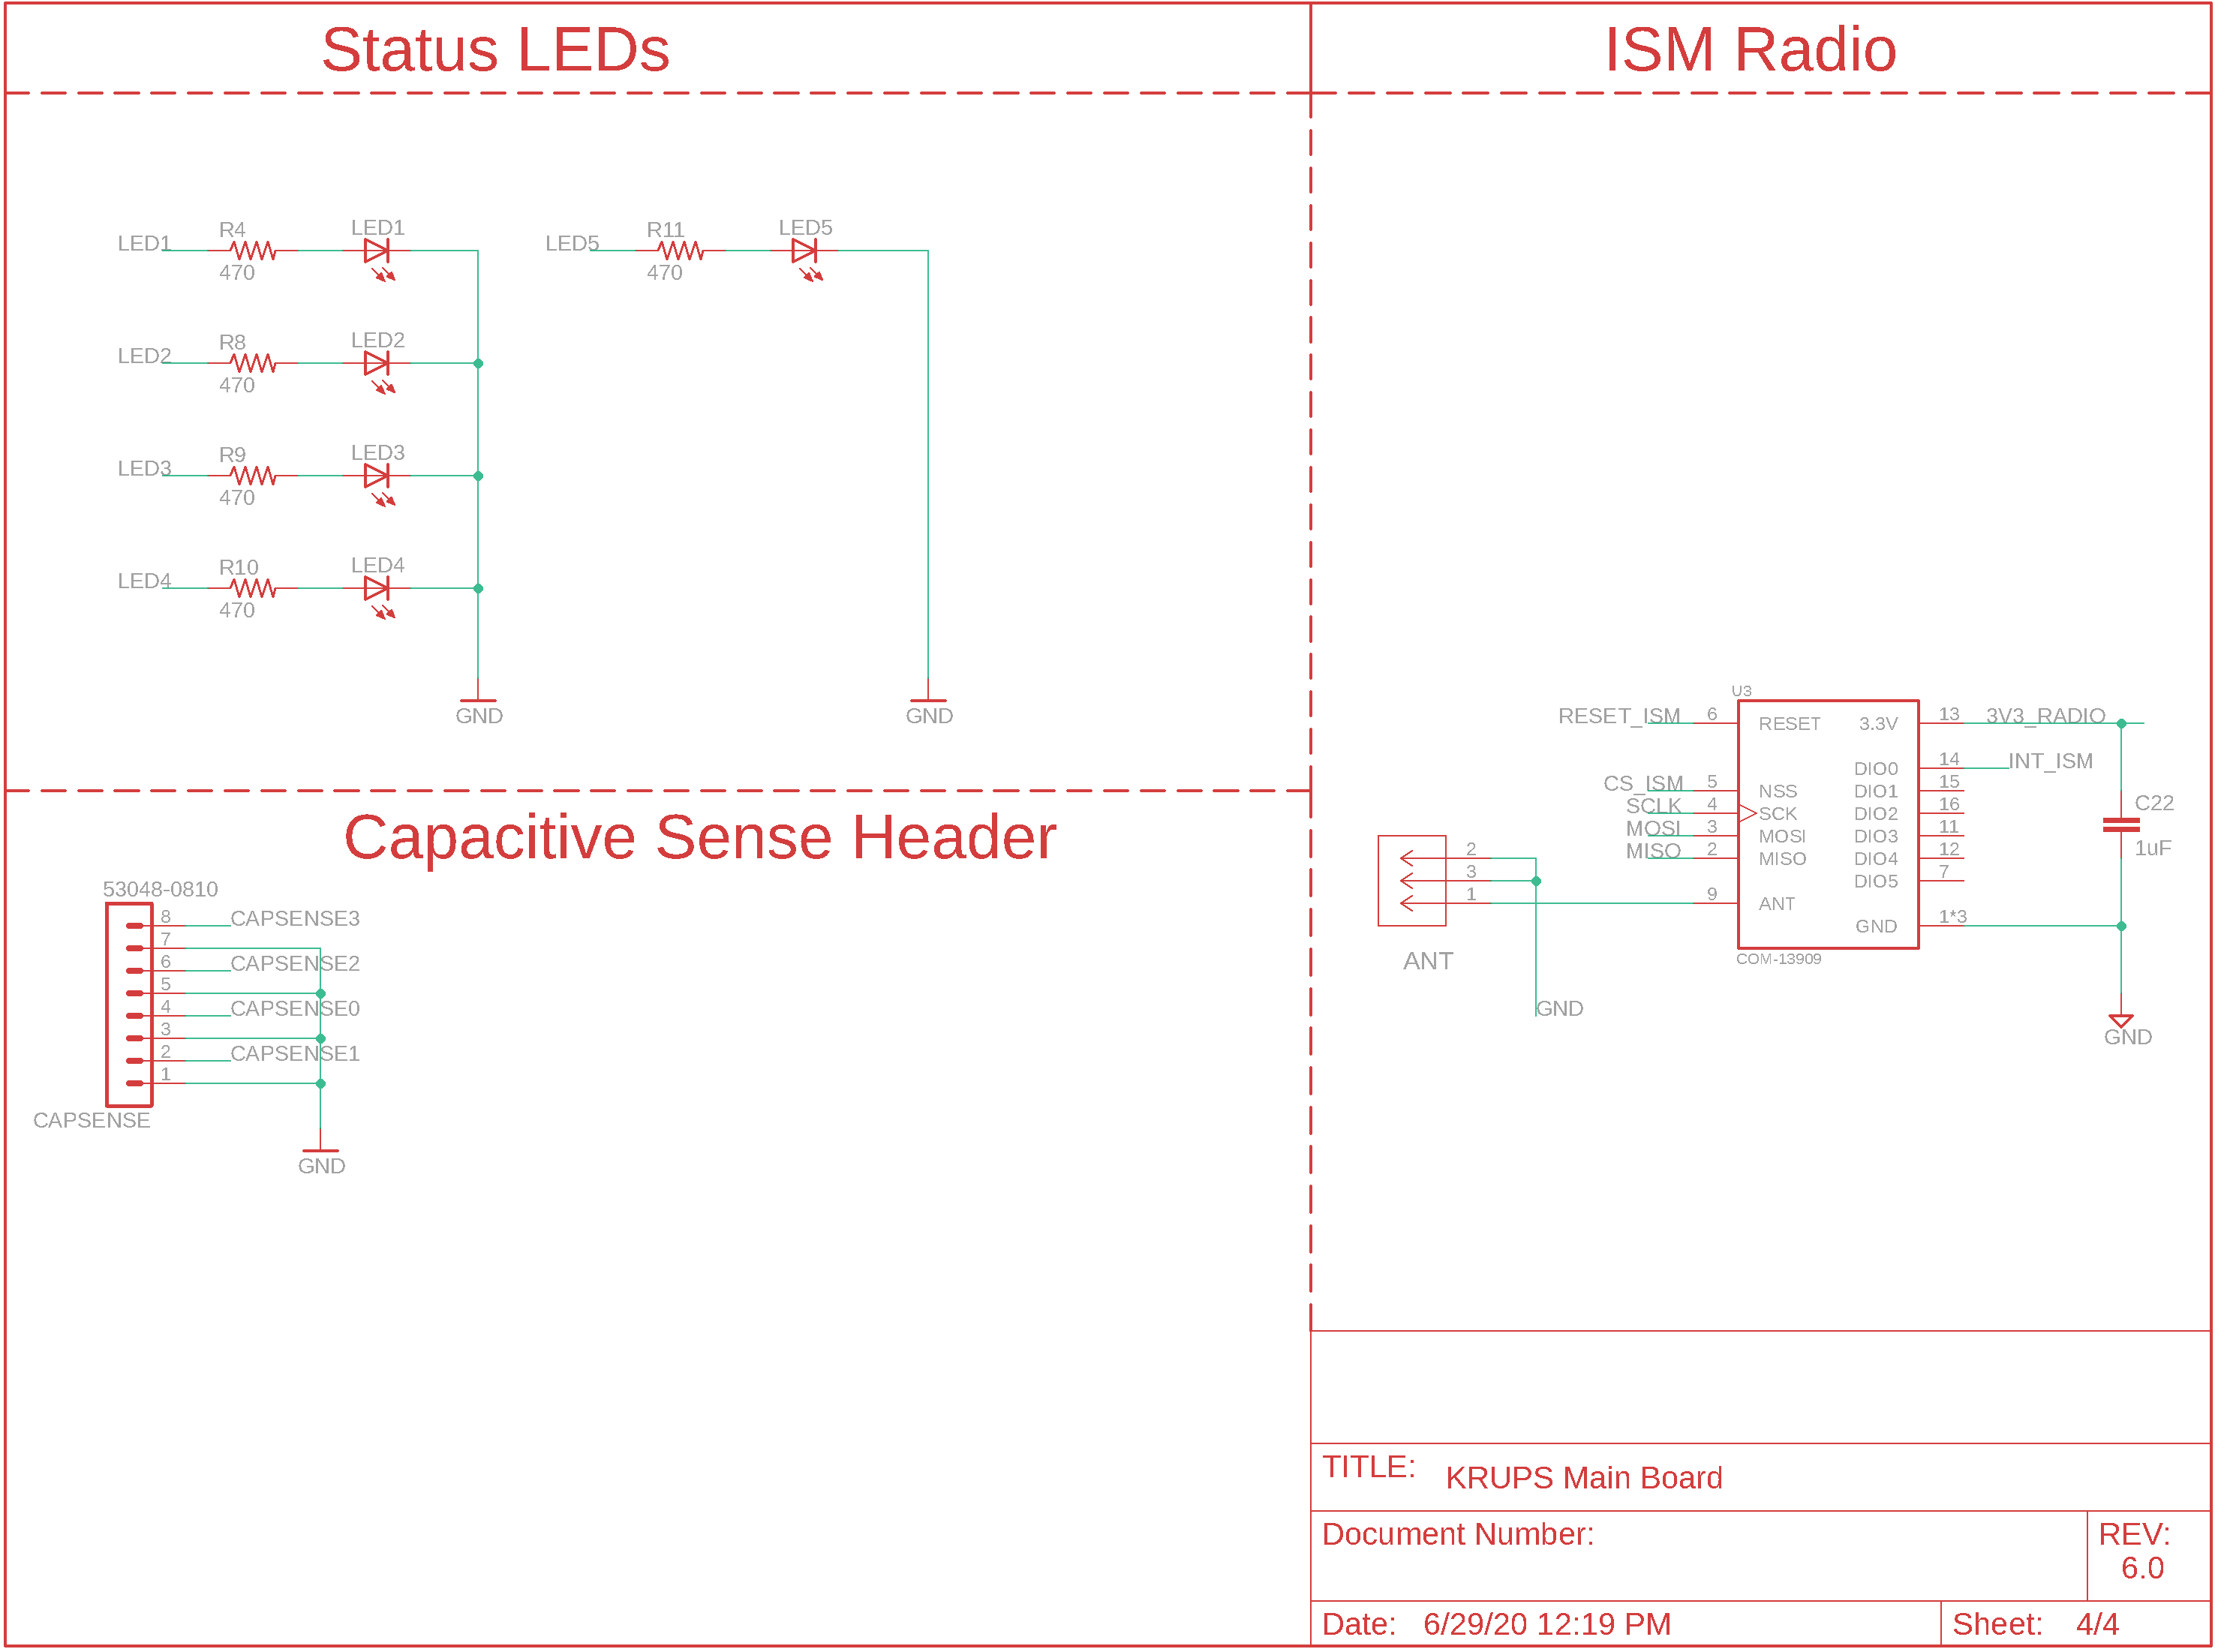 Status LEDs
ISM Radio
LED1
R4
470
LED1
LED5
R11
470
LED5
LED2
R8
470
LED2
LED3
R9
470
LED3
LED4
R10
470
LED4
GND
GND
Capacitive Sense Header
53048-0810
8 CAPSENSE3
7
6 CAPSENSE2
5
4 CAPSENSE0
3
2 CAPSENSE1
1
CAPSENSE
GND
U3
RESET_ISM 6 RESET 3.3V 13 3V3_RADIO
DIO0 14 INT_ISM
CS_ISM 5 NSS DIO1 15
SCLK 4 SCK DIO2 16
MOSI 3 MOSI DIO3 11
MISO 2 MISO DIO4 12
DIO5 7
9 ANT
GND 1*3
COM-13909
C22
1uF
2
3
1
ANT
GND
GND
TITLE: KRUPS Main Board
Document Number:
REV:
6.0
Date: 6/29/20 12:19 PM
Sheet: 4/4